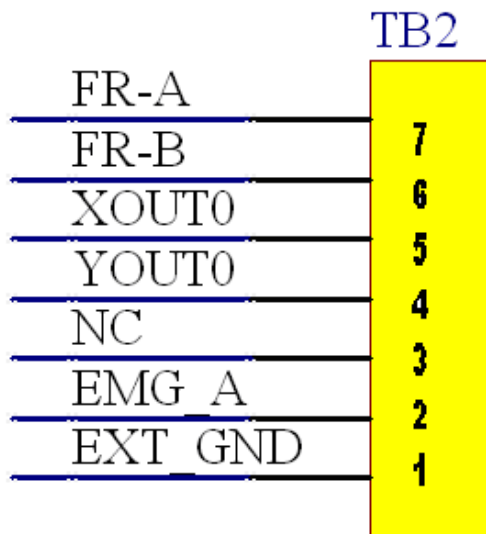 TB2
FR-A
7
FR-B
6
XOUT0
5
YOUT0
4
NC
3
EMG_A
2
EXT_GND
1